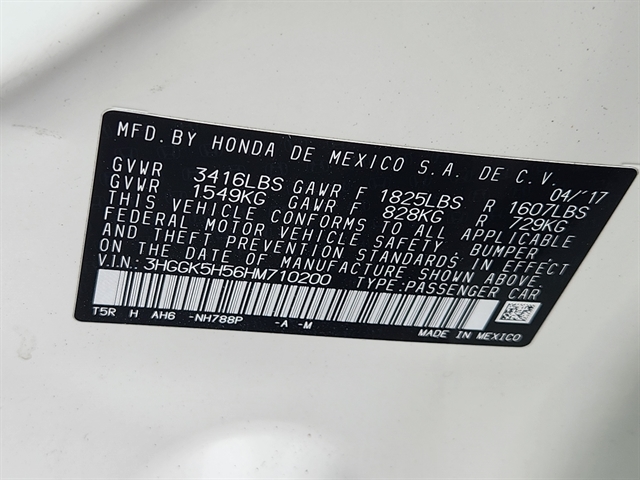 MFD. BY HONDA DE MEXICO S.A. DE C.V.
04/'17
GVWR 3416LBS GAWR F 1825LBS R 1607LBS
GVWR 1549KG GAWR F 828KG R 729KG
THIS VEHICLE CONFORMS TO ALL APPLICABLE
FEDERAL MOTOR VEHICLE SAFETY, BUMPER,
THEFT PREVENTION STANDARDS IN EFFECT
ON THE DATE OF MANUFACTURE SHOWN ABOVE.
V.I.N.: 3HGGK5H56HM710200 TYPE:PASSENGER CAR
T5R H AH6 -NH788P -A -M
MADE IN MEXICO